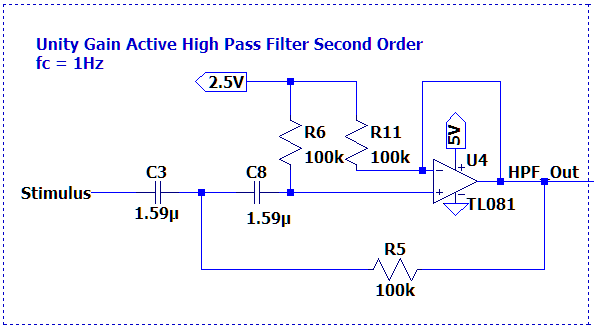 Unity Gain Active High Pass Filter Second Order
fc = 1Hz
2.5V
R6
100k
R11
100k
5V
U4
TL081
HPF_Out
C3
1.59µ
C8
1.59µ
Stimulus
R5
100k